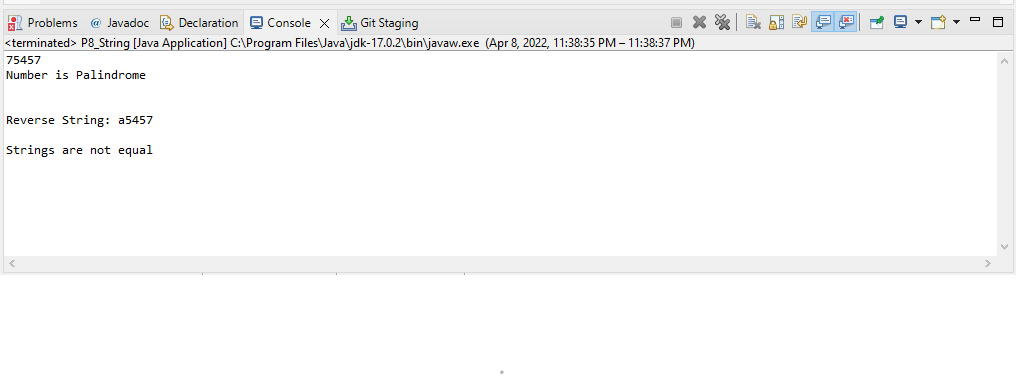 Problems @ Javadoc Declaration Console Git Staging
<terminated> P8_String [Java Application] C:\Program Files\Java\jdk-17.0.2\bin\javaw.exe (Apr 8, 2022, 11:38:35 PM – 11:38:37 PM)
75457
Number is Palindrome
Reverse String: a5457
Strings are not equal